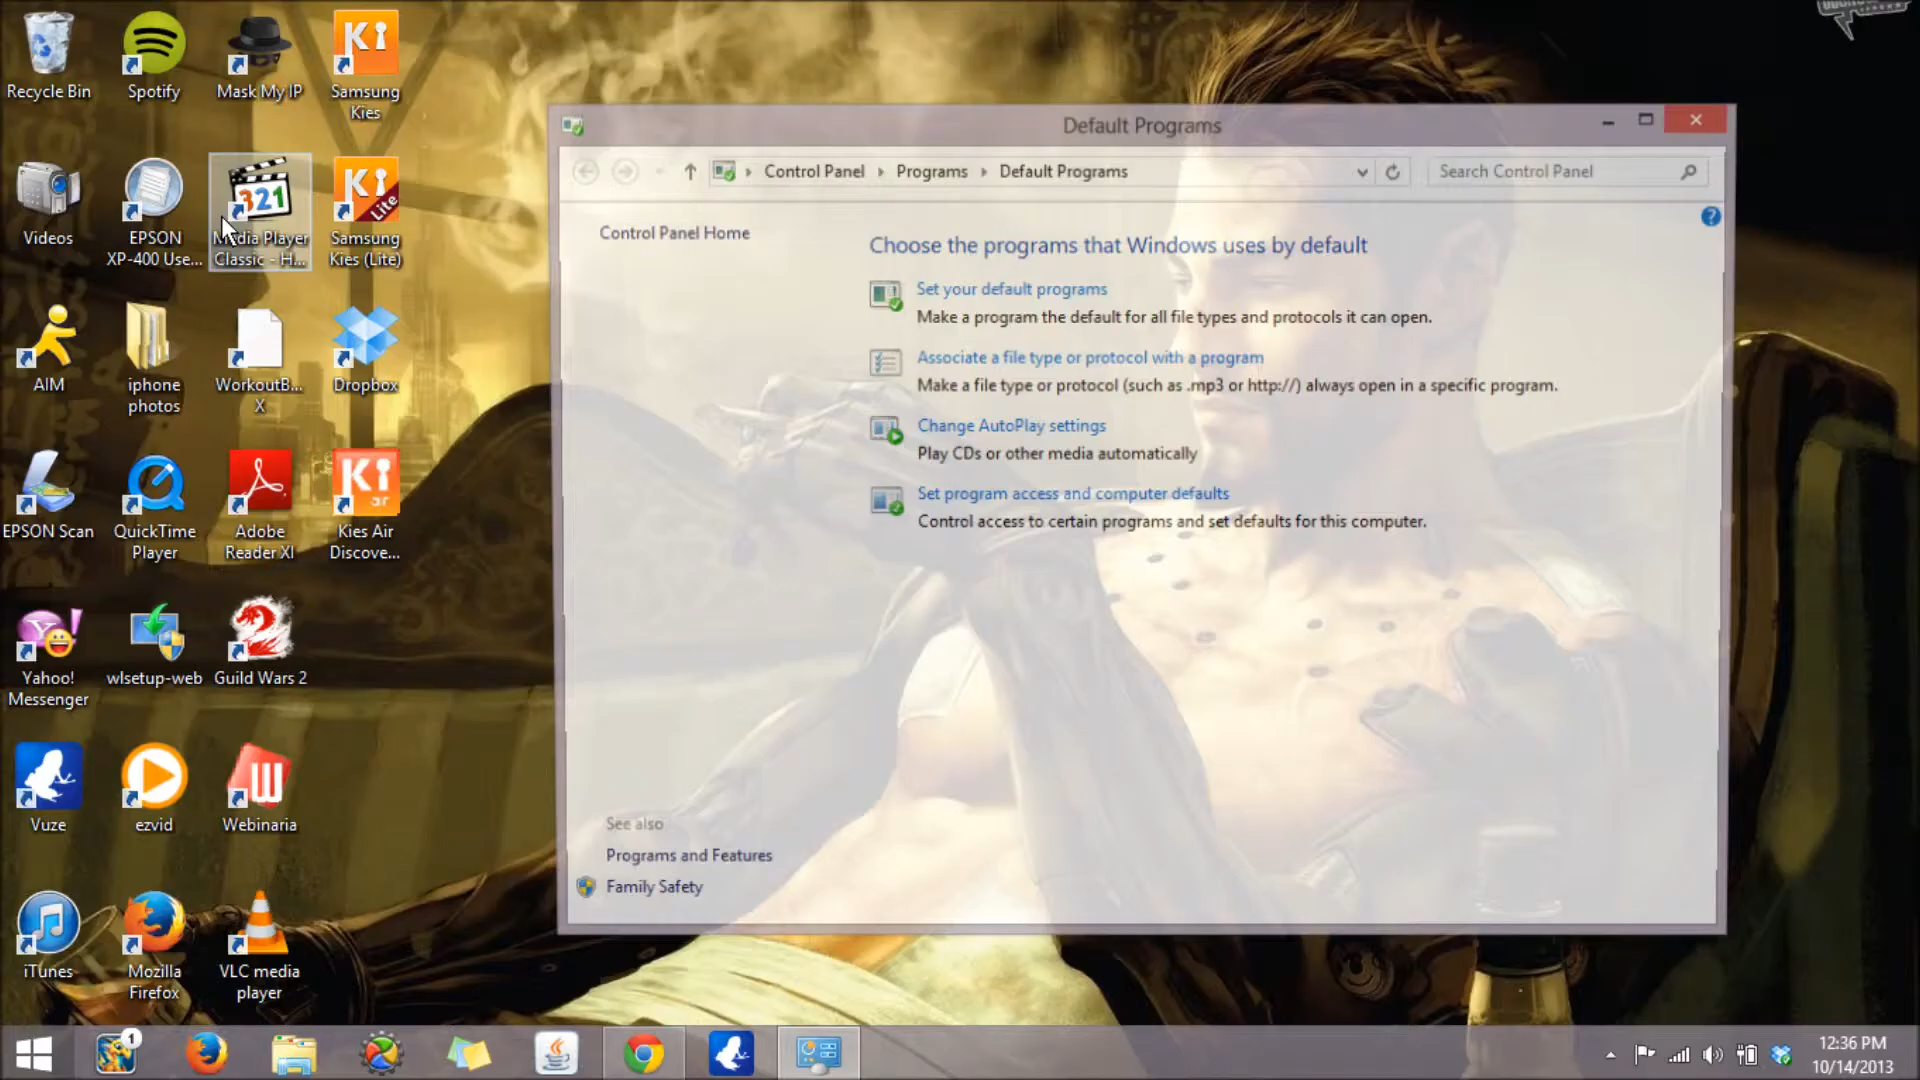 Recycle Bin
Spotify
Mask My IP
Samsung
Kies
Videos
EPSON
XP-400 Use...
321
Media Player
Classic - H...
Lite
Samsung
Kies (Lite)
AIM
iphone
photos
WorkoutB...
X
Dropbox
EPSON Scan
QuickTime
Player
Adobe
Reader XI
Kies Air
Discove...
Yahoo!
Messenger
wlsetup-web
Guild Wars 2
Vuze
ezvid
Webinaria
iTunes
Mozilla
Firefox
VLC media
player
Default Programs
Control Panel
Programs
Default Programs
Search Control Panel
Control Panel Home
Choose the programs that Windows uses by default
Set your default programs
Make a program the default for all file types and protocols it can open.
Associate a file type or protocol with a program
Make a file type or protocol (such as .mp3 or http://) always open in a specific program.
Change AutoPlay settings
Play CDs or other media automatically
Set program access and computer defaults
Control access to certain programs and set defaults for this computer.
See also
Programs and Features
Family Safety
1
12:36 PM
10/14/2013